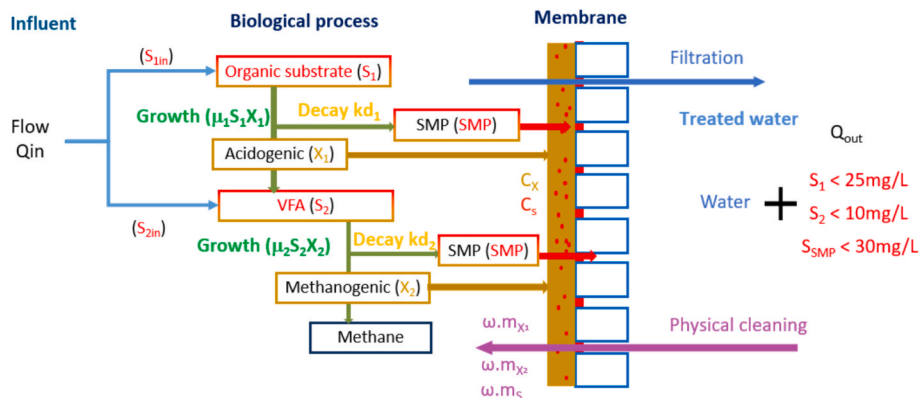 Influent
Biological process
Membrane
(S1in)
Organic substrate (S1)
Filtration
Growth (μ1S1X1)
Decay kd1
SMP (SMP)
Flow
Qin
Treated water
Qout
Acidogenic (X1)
CX
Cs
Water
S1 < 25mg/L
S2 < 10mg/L
SSMP < 30mg/L
VFA (S2)
(S2in)
Growth (μ2S2X2)
Decay kd2
SMP (SMP)
Methanogenic (X2)
Methane
ω.mX1
ω.mX2
ω.mS
Physical cleaning